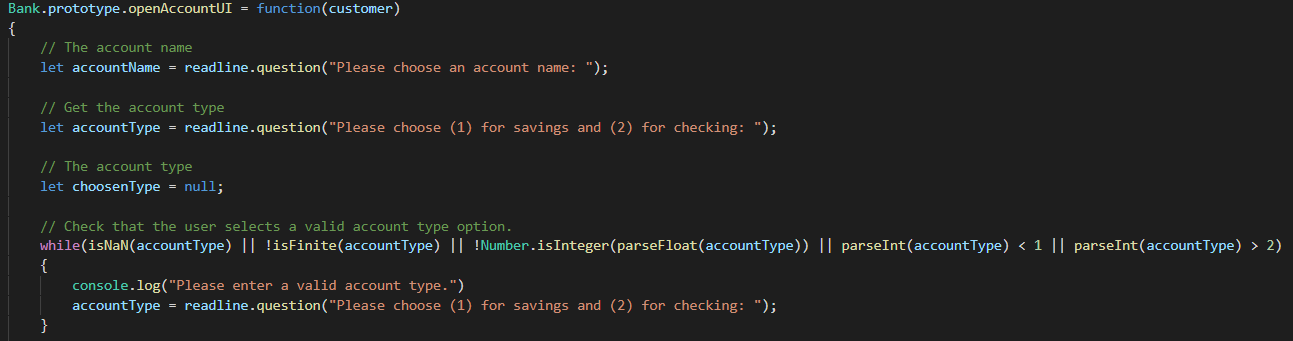 Bank.prototype.openAccountUI = function(customer)
{
// The account name
let accountName = readline.question("Please choose an account name: ");
// Get the account type
let accountType = readline.question("Please choose (1) for savings and (2) for checking: ");
// The account type
let choosenType = null;
// Check that the user selects a valid account type option.
while(isNaN(accountType) || !isFinite(accountType) || !Number.isInteger(parseFloat(accountType)) || parseInt(accountType) < 1 || parseInt(accountType) > 2)
{
console.log("Please enter a valid account type.")
accountType = readline.question("Please choose (1) for savings and (2) for checking: ");
}